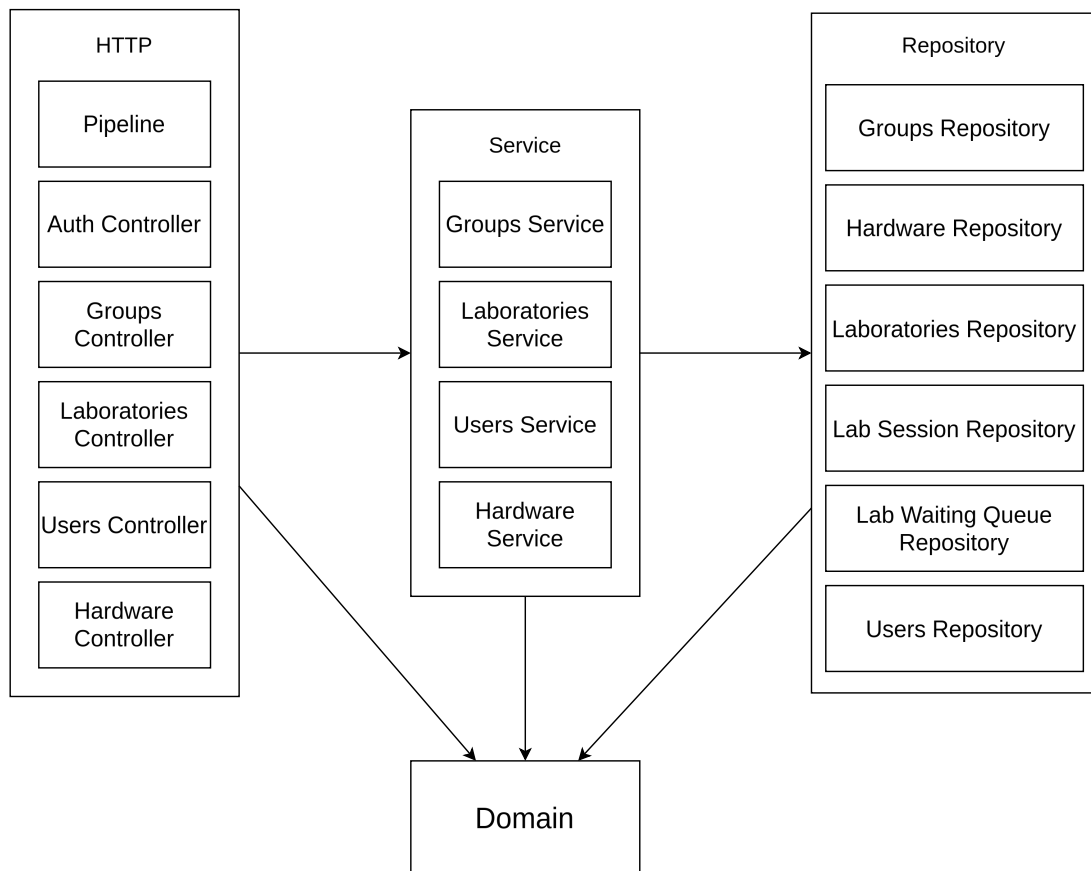 HTTP
Pipeline
Auth Controller
Groups
Controller
Laboratories
Controller
Users Controller
Hardware
Controller
Service
Groups Service
Laboratories
Service
Users Service
Hardware
Service
Repository
Groups Repository
Hardware Repository
Laboratories Repository
Lab Session Repository
Lab Waiting Queue
Repository
Users Repository
Domain